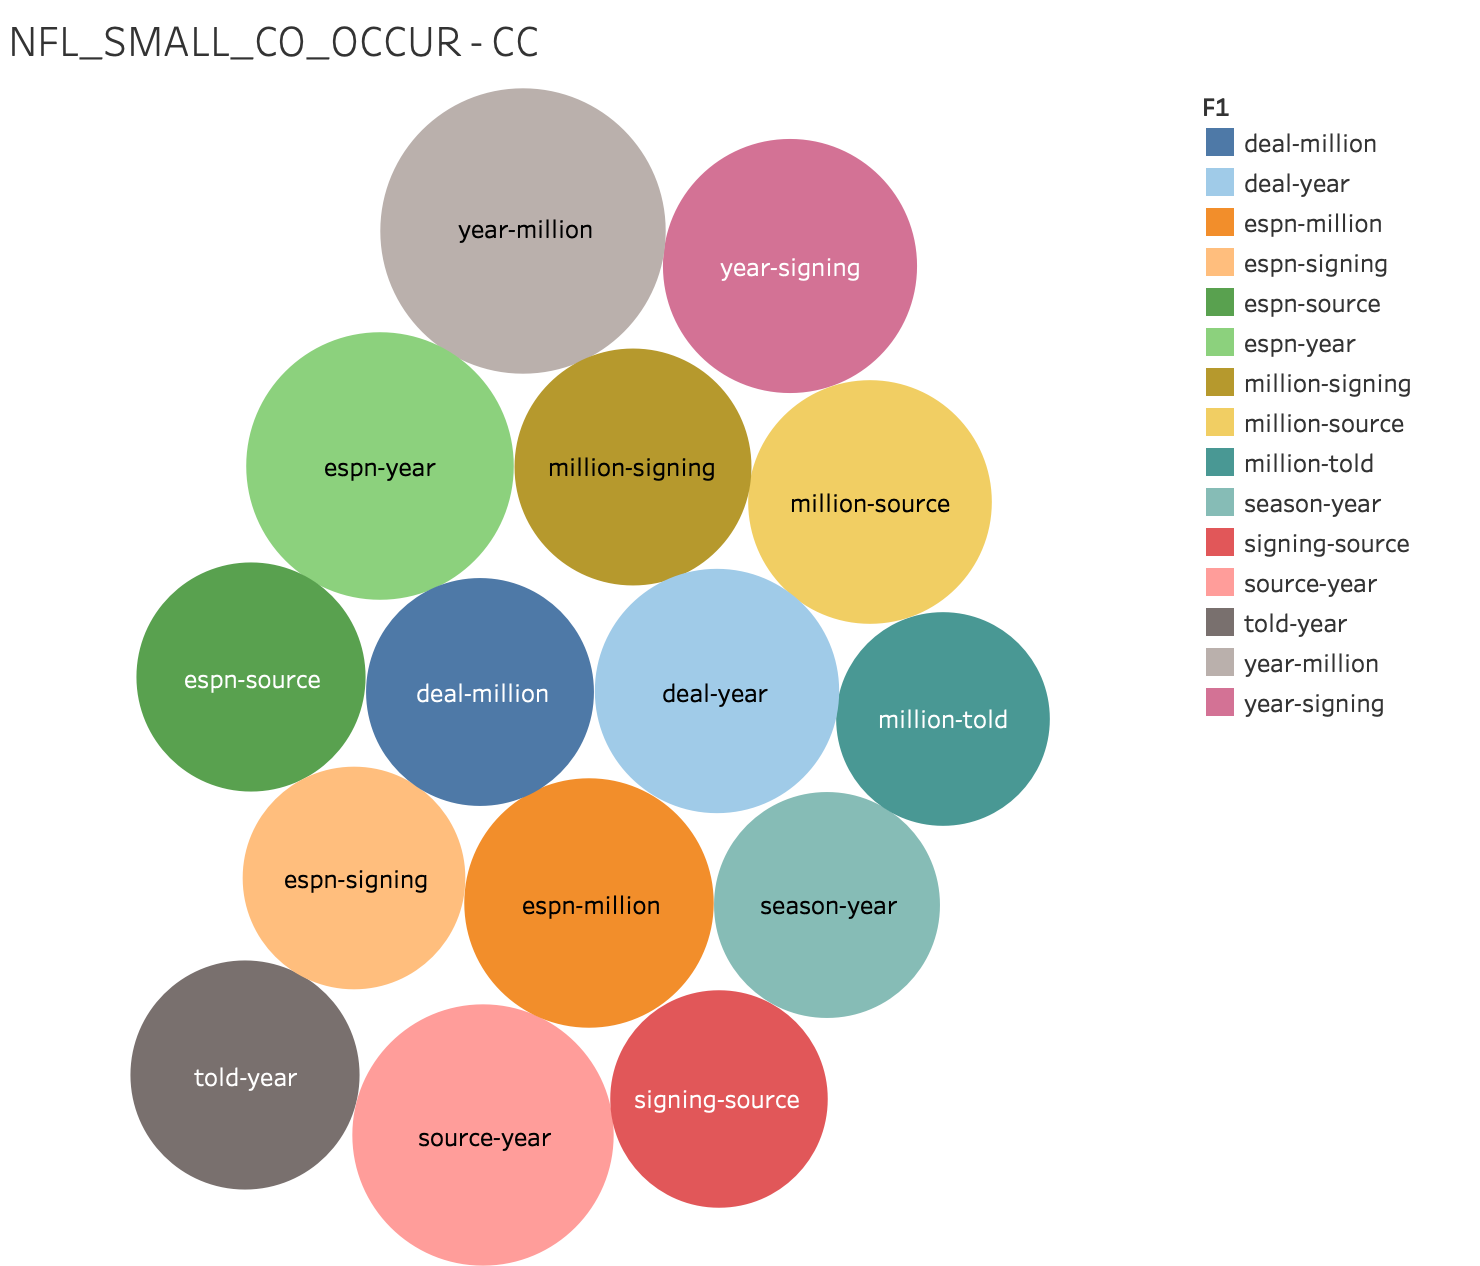 NFL_SMALL_CO_OCCUR - CC
year-million
year-signing
espn-year
million-signing
million-source
espn-source
deal-million
deal-year
million-told
espn-signing
espn-million
season-year
told-year
source-year
signing-source
F1
deal-million
deal-year
espn-million
espn-signing
espn-source
espn-year
million-signing
million-source
million-told
season-year
signing-source
source-year
told-year
year-million
year-signing